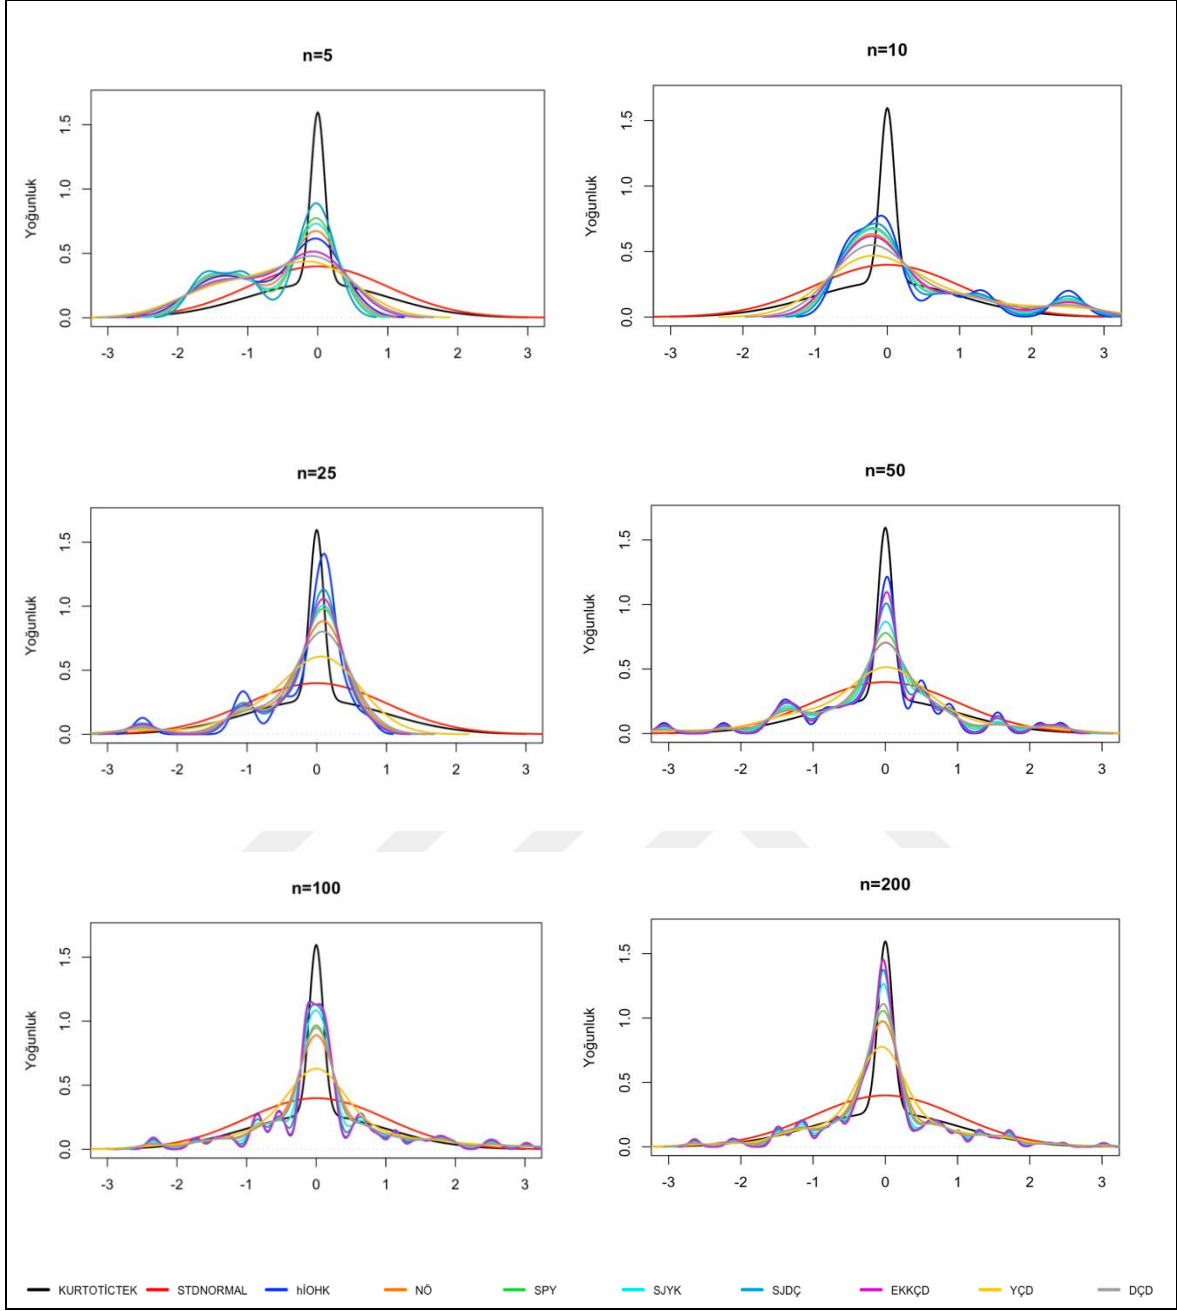 n=5
n=10
Yoğunluk
0.0 0.5 1.0 1.5
-3 -2 -1 0 1 2 3
Yoğunluk
0.0 0.5 1.0 1.5
-3 -2 -1 0 1 2 3
n=25
n=50
Yoğunluk
0.0 0.5 1.0 1.5
-3 -2 -1 0 1 2 3
Yoğunluk
0.0 0.5 1.0 1.5
-3 -2 -1 0 1 2 3
n=100
n=200
Yoğunluk
0.0 0.5 1.0 1.5
-3 -2 -1 0 1 2 3
Yoğunluk
0.0 0.5 1.0 1.5
-3 -2 -1 0 1 2 3
KURTOTİCTEK STDNORMAL hİOHK NÖ SPY SJYK SJDÇ EKKÇD YÇD DÇD